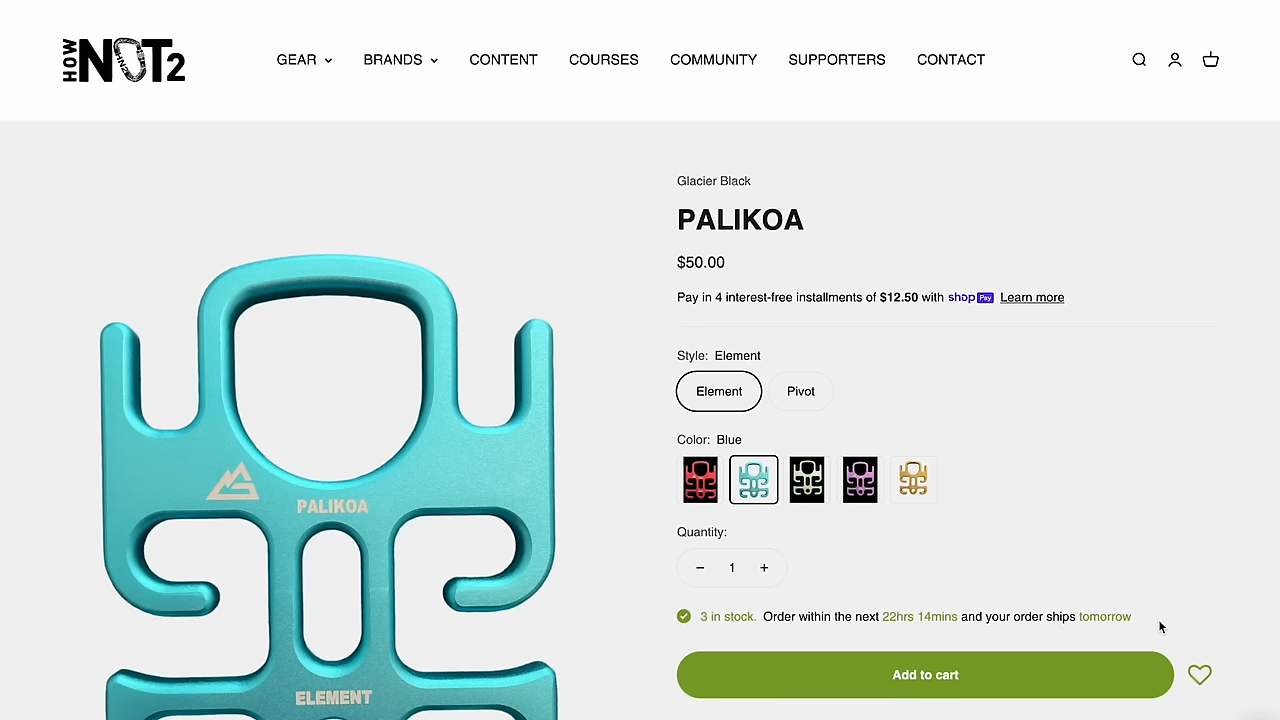 HOW NOT2
GEAR BRANDS CONTENT COURSES COMMUNITY SUPPORTERS CONTACT
Glacier Black
PALIKOA
$50.00
Pay in 4 interest-free installments of $12.50 with shop Pay Learn more
Style: Element
Element Pivot
Color: Blue
Quantity:
− 1 +
3 in stock. Order within the next 22hrs 14mins and your order ships tomorrow
Add to cart
PALIKOA
ELEMENT